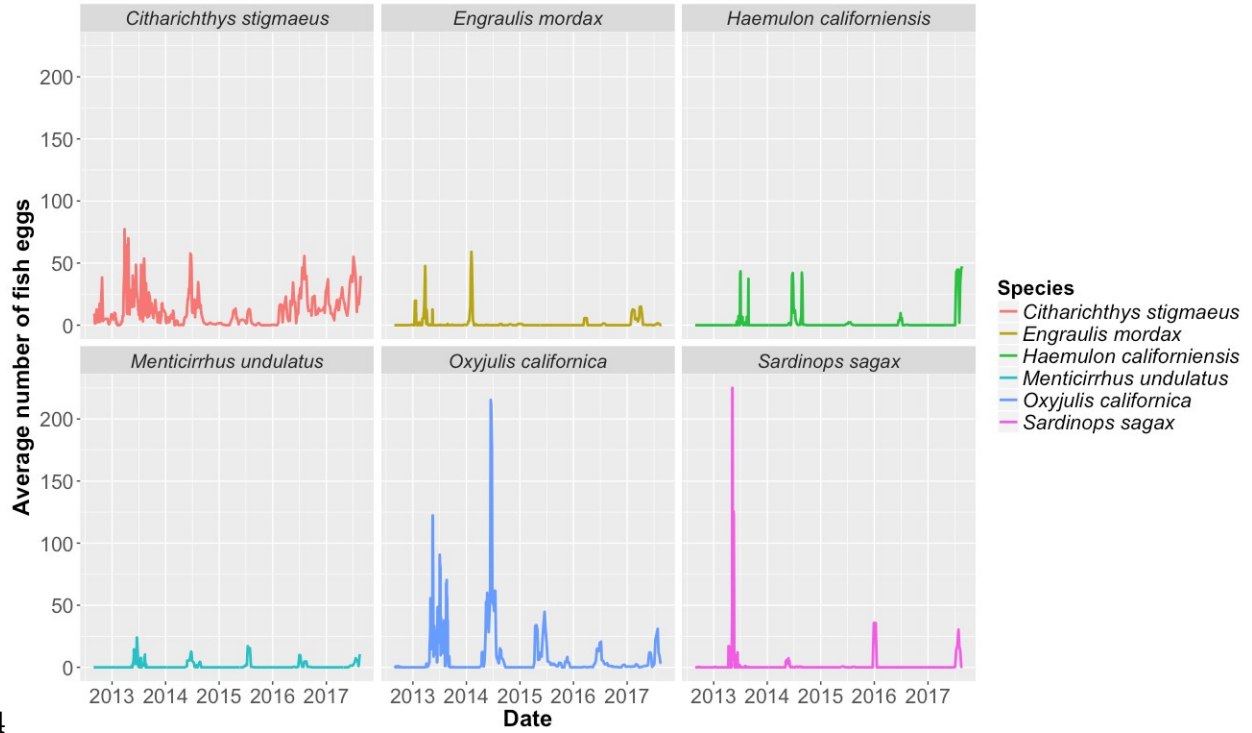 Citharichthys stigmaeus Engraulis mordax Haemulon californiensis
200
150
100
50
0
Menticirrhus undulatus Oxyjulis californica Sardinops sagax
200
150
100
50
0
2013 2014 2015 2016 2017 2013 2014 2015 2016 2017 2013 2014 2015 2016 2017
Date
Average number of fish eggs
Species
Citharichthys stigmaeus
Engraulis mordax
Haemulon californiensis
Menticirrhus undulatus
Oxyjulis californica
Sardinops sagax
4